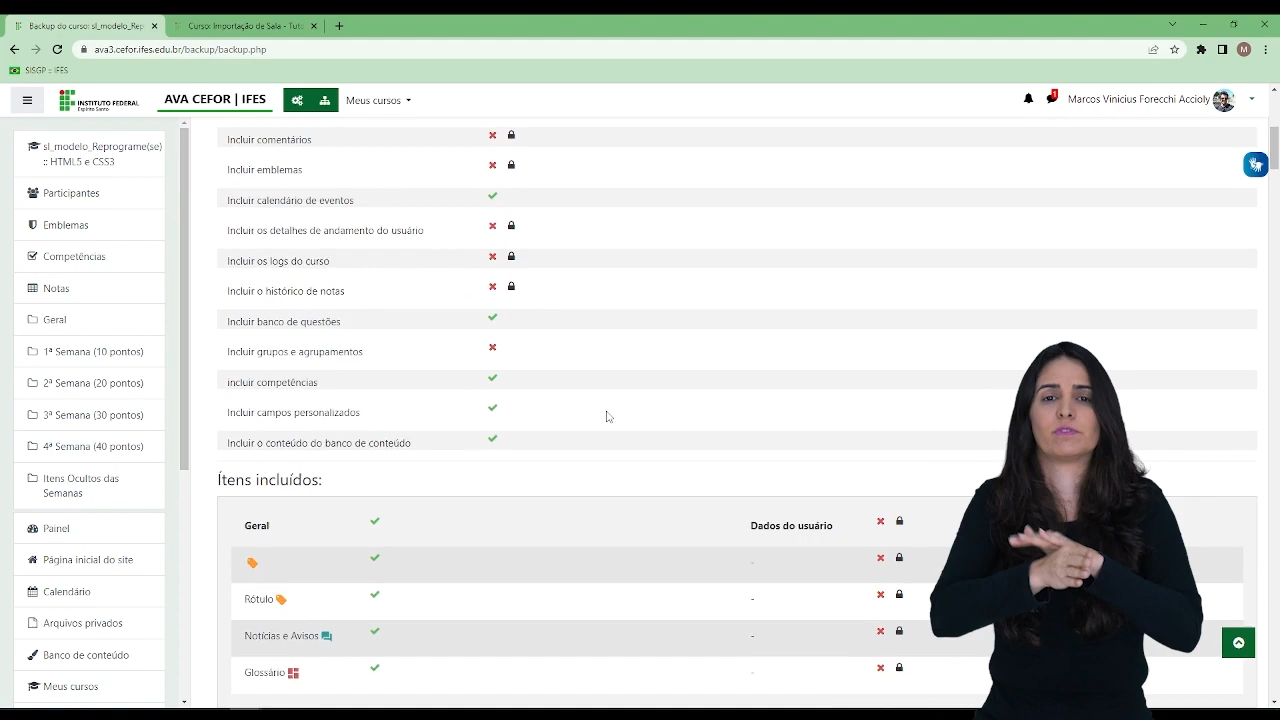 Backup do curso: sl_modelo_Rep
Curso: Importação de Sala - Tuto
ava3.cefor.ifes.edu.br/backup/backup.php
M
SISGP :: IFES
INSTITUTO FEDERAL
Espírito Santo
AVA CEFOR | IFES
Meus cursos
1
Marcos Vinicius Forecchi Accioly
sl_modelo_Reprograme(se)
:: HTML5 e CSS3
Participantes
Emblemas
Competências
Notas
Geral
1ª Semana (10 pontos)
2ª Semana (20 pontos)
3ª Semana (30 pontos)
4ª Semana (40 pontos)
Itens Ocultos das
Semanas
Painel
Página inicial do site
Calendário
Arquivos privados
Banco de conteúdo
Meus cursos
Incluir comentários
Incluir emblemas
Incluir calendário de eventos
Incluir os detalhes de andamento do usuário
Incluir os logs do curso
Incluir o histórico de notas
Incluir banco de questões
Incluir grupos e agrupamentos
incluir competências
Incluir campos personalizados
Incluir o conteúdo do banco de conteúdo
Ítens incluídos:
Geral
Dados do usuário
-
Rótulo
-
Notícias e Avisos
-
Glossário
-